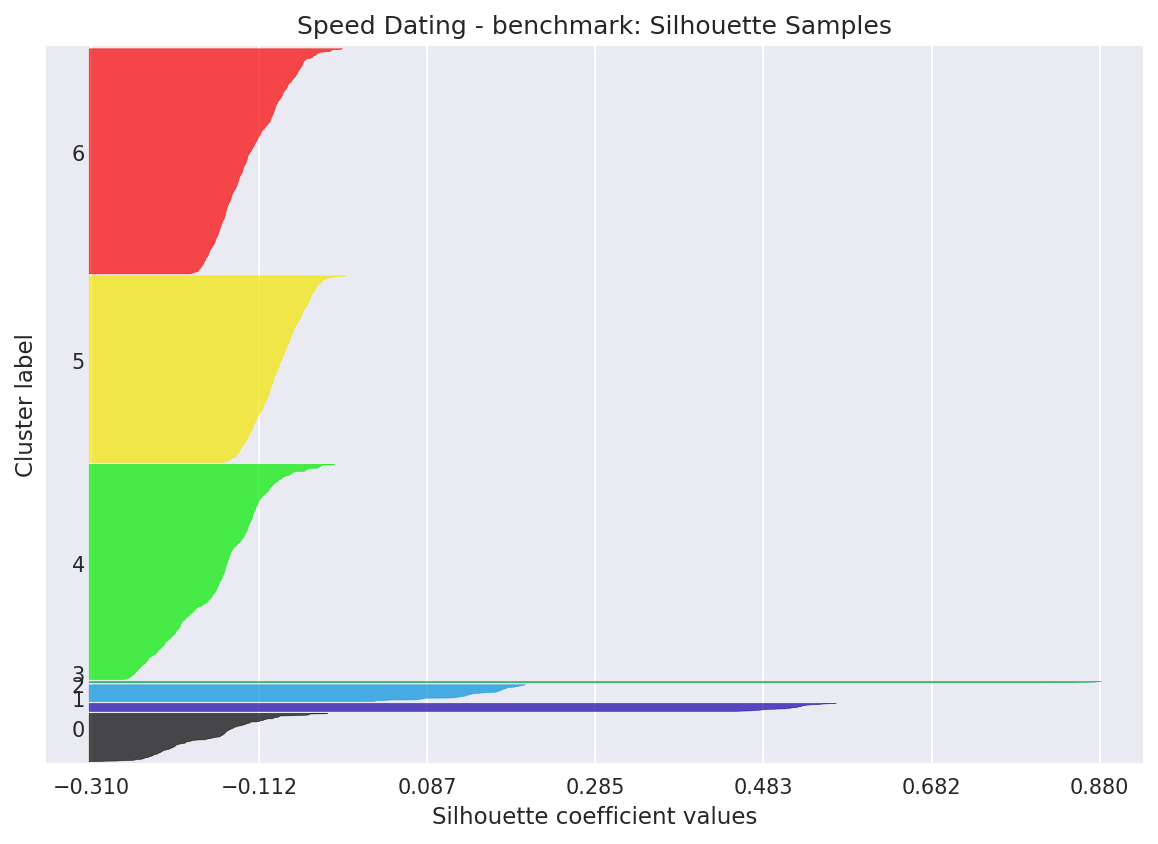 Speed Dating - benchmark: Silhouette Samples
6
5
4
3
2
1
0
Cluster label
−0.310 −0.112 0.087 0.285 0.483 0.682 0.880
Silhouette coefficient values